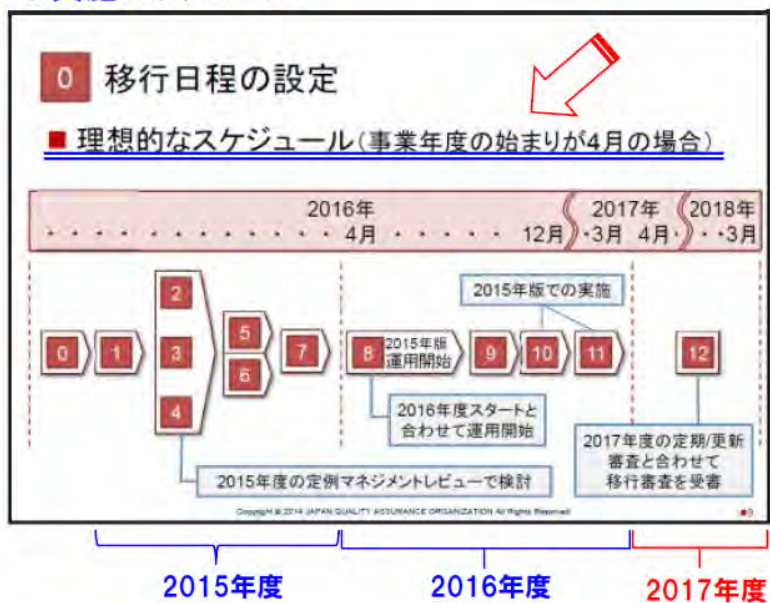 0 移行日程の設定
■ 理想的なスケジュール(事業年度の始まりが4月の場合)
2016年 2017年 2018年
・・・・・・・・・・・・4月・・・・・12月 ・3月 4月・ ・・3月
2015年版での実施
2
5
0 1 3 7 8 2015年版 運用開始 9 10 11 12
6
4
2016年度スタートと
合わせて運用開始
2017年度の定期/更新
審査と合わせて
移行審査を受審
2015年度の定例マネジメントレビューで検討
Copyright © 2014 JAPAN QUALITY ASSURANCE ORGANIZATION All Rights Reserved
2015年度 2016年度 2017年度